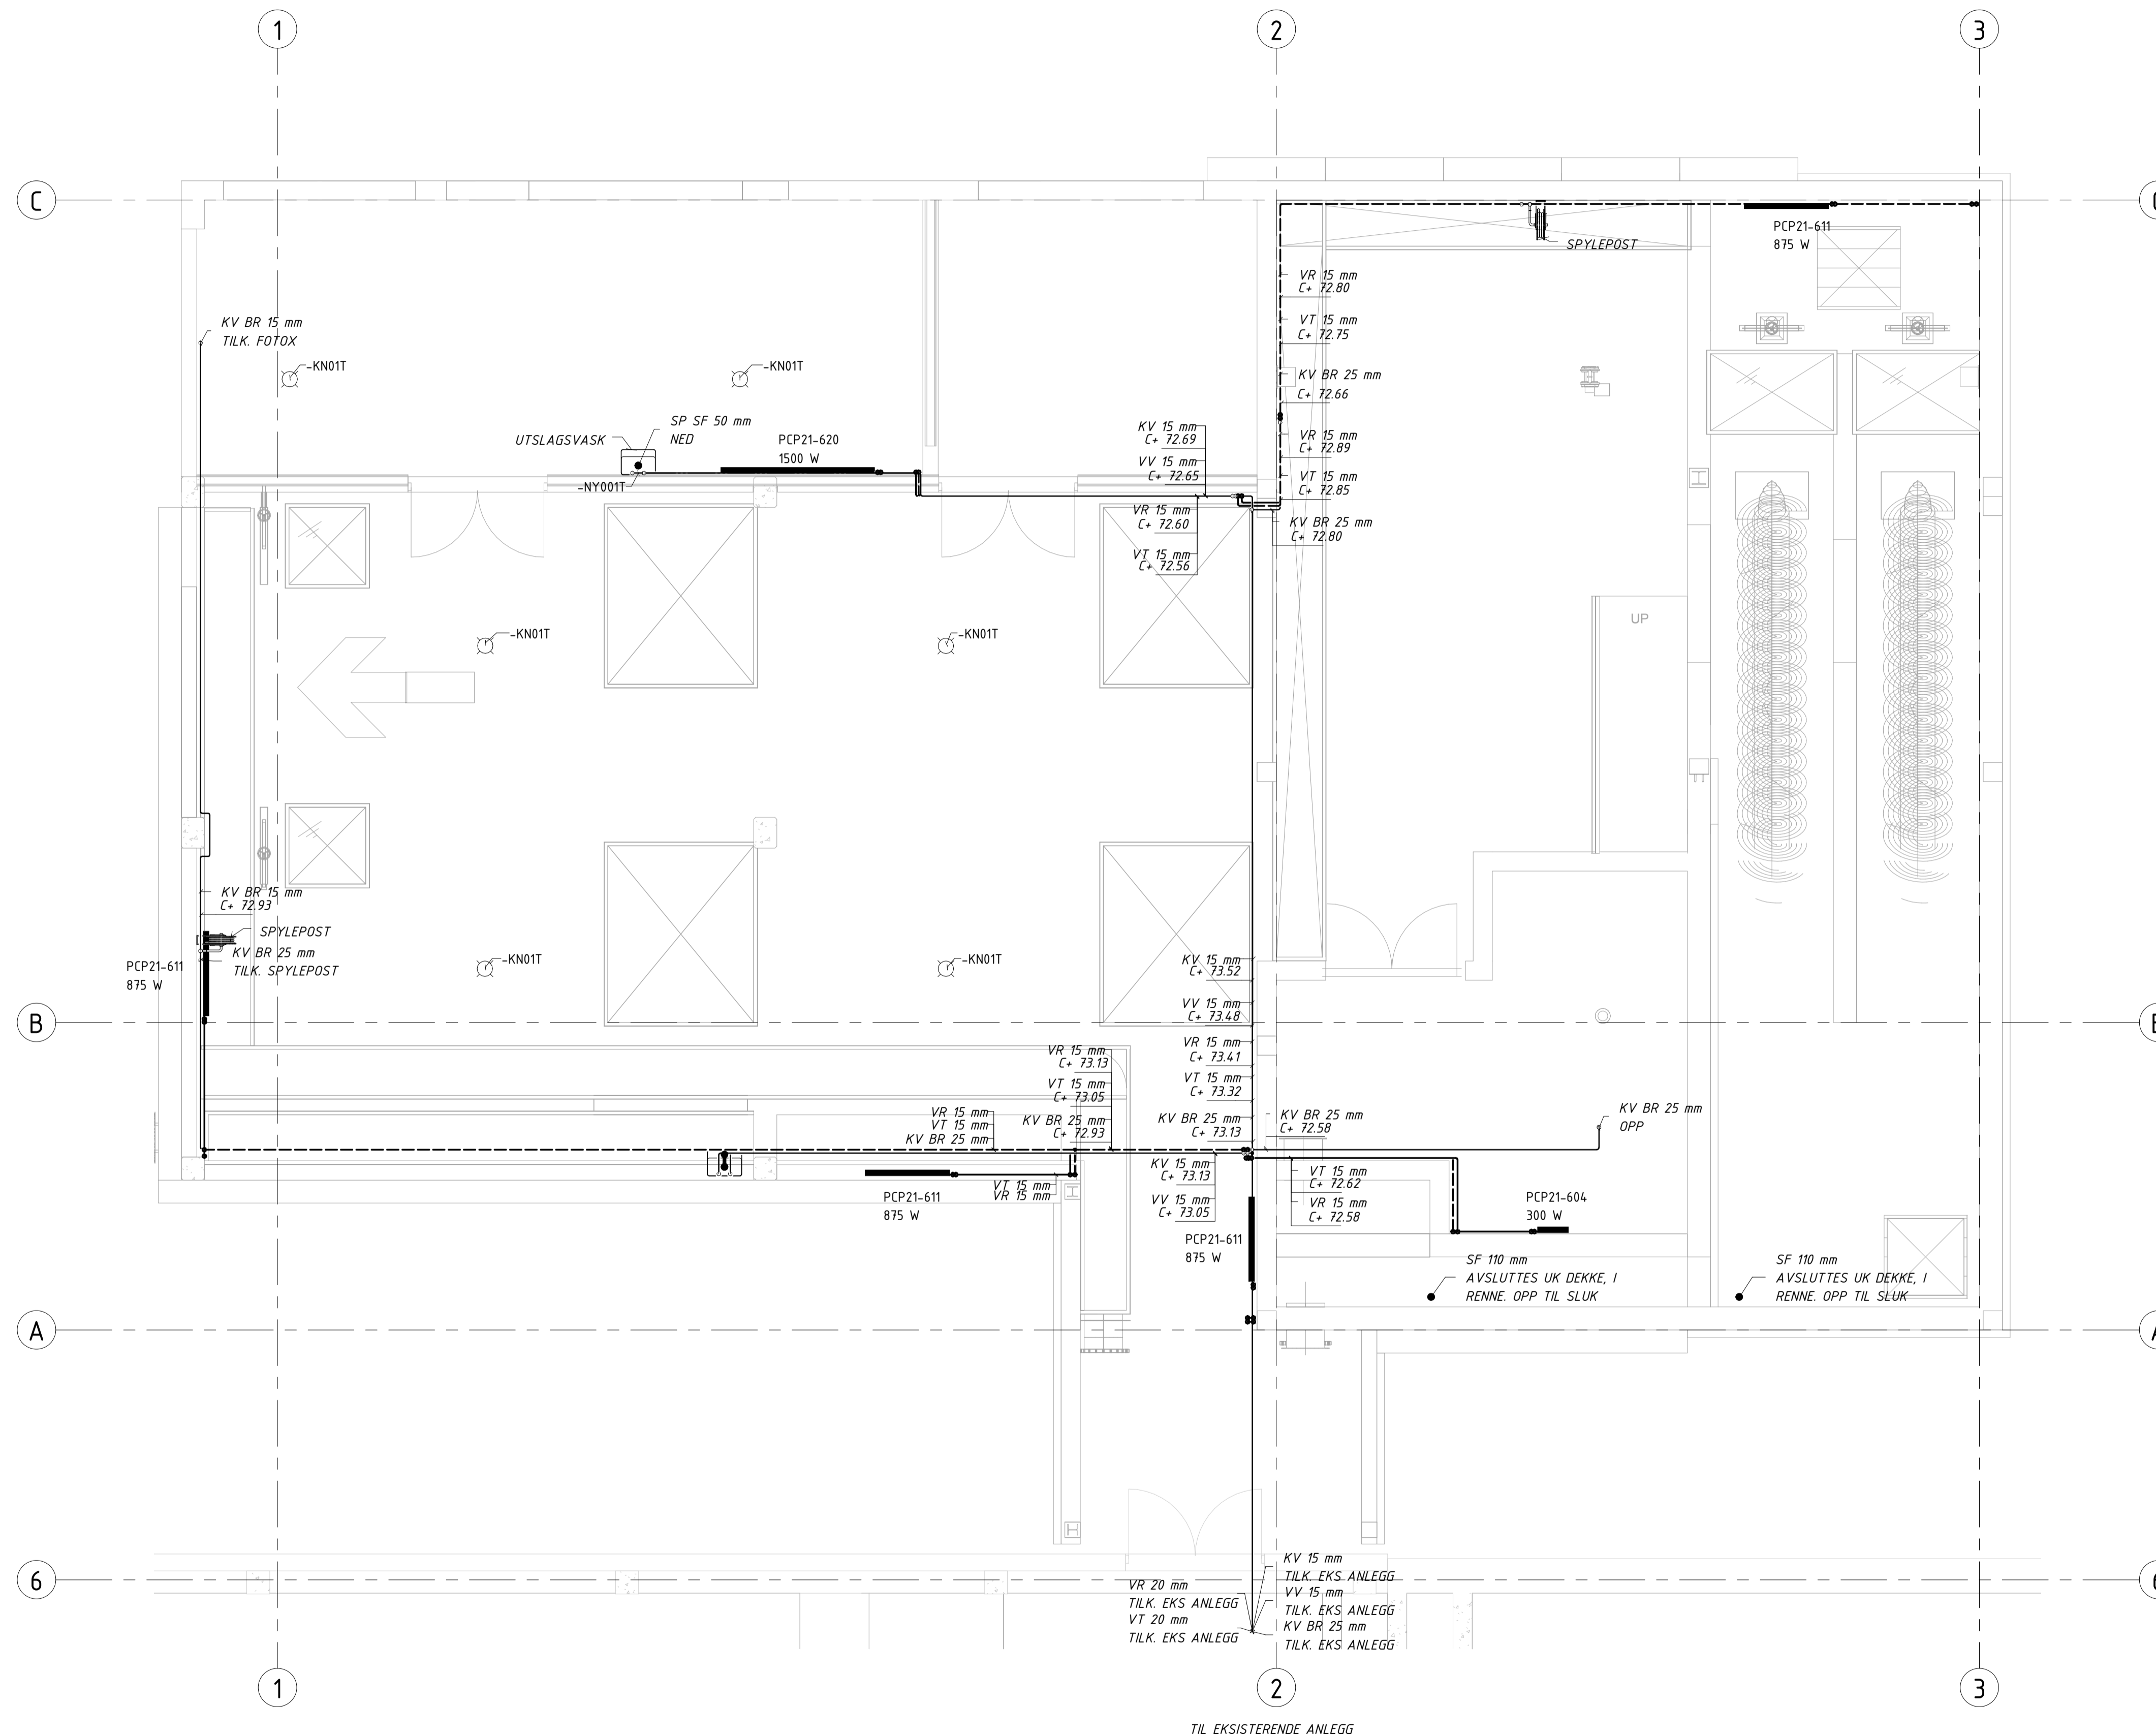 1
2
3
C
C
PCP21-611
875 W
SPYLEPOST
VR 15 mm
C+ 72.80
VT 15 mm
C+ 72.75
KV BR 25 mm
C+ 72.66
VR 15 mm
C+ 72.89
VT 15 mm
C+ 72.85
KV BR 25 mm
C+ 72.80
KV BR 15 mm
TILK. FOTOX
-KN01T
-KN01T
SP SF 50 mm
NED
UTSLAGSVASK
PCP21-620
1500 W
-NY001T
KV 15 mm
C+ 72.69
VV 15 mm
C+ 72.65
VR 15 mm
C+ 72.60
VT 15 mm
C+ 72.56
-KN01T
-KN01T
UP
KV BR 15 mm
C+ 72.93
SPYLEPOST
KV BR 25 mm
TILK. SPYLEPOST
PCP21-611
875 W
-KN01T
-KN01T
KV 15 mm
C+ 73.52
VV 15 mm
C+ 73.48
VR 15 mm
C+ 73.41
VT 15 mm
C+ 73.32
KV BR 25 mm
C+ 73.13
B
VR 15 mm
C+ 73.13
VT 15 mm
C+ 73.05
KV BR 25 mm
C+ 72.93
VR 15 mm
VT 15 mm
KV BR 25 mm
KV BR 25 mm
C+ 72.58
KV BR 25 mm
OPP
KV 15 mm
C+ 73.13
VV 15 mm
C+ 73.05
VT 15 mm
C+ 72.62
VR 15 mm
C+ 72.58
VT 15 mm
VR 15 mm
PCP21-611
875 W
PCP21-604
300 W
PCP21-611
875 W
SF 110 mm
AVSLUTTES UK DEKKE, I
RENNE. OPP TIL SLUK
SF 110 mm
AVSLUTTES UK DEKKE, I
RENNE. OPP TIL SLUK
A
H
H
H
6
VR 20 mm
TILK. EKS ANLEGG
VT 20 mm
TILK. EKS ANLEGG
KV 15 mm
TILK. EKS ANLEGG
VV 15 mm
TILK. EKS ANLEGG
KV BR 25 mm
TILK. EKS ANLEGG
1
2
3
TIL EKSISTERENDE ANLEGG